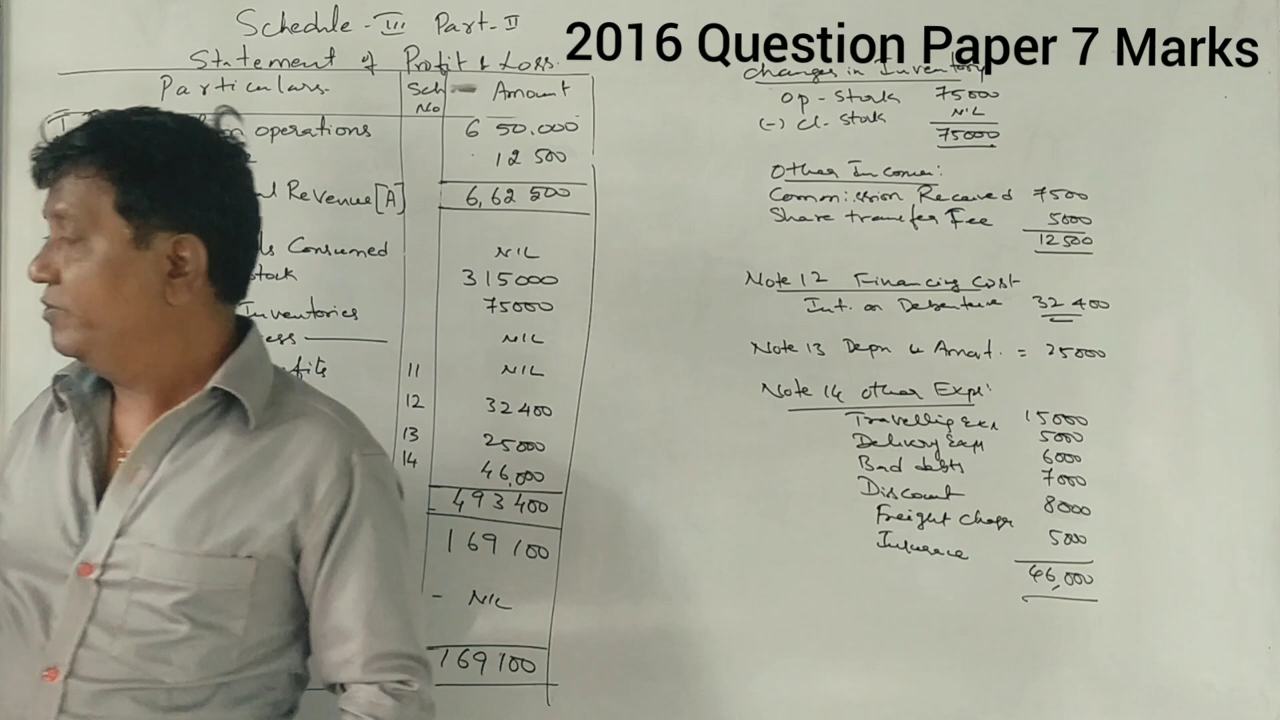 2016 Question Paper 7 Marks
Schedule - III Part - II
Statement of Profit & Loss.
Particulars. Sch No Amount
operations 6 50.000
12 500
Revenue [A] 6,62 500
Consumed NIL
stock 315000
Inventories 75000
NIL
11 NIL
12 32400
13 25000
14 46,000
493400
169100
- NIL
169100
Changes in Inventory
Op - Stock 75000
(-) Cl. Stock NIL
75000
Other Income:
Commission Received 7500
Share transfer Fee 5000
12500
Note 12 Financing Cost
Int. on Debenture 32400
Note 13 Depn & Amort. = 25000
Note 14 Other Exp:
Travelling Exp 15000
Delivery Exp 5000
Bad debts 6000
Discount 7000
Freight Charge 8000
Insurance 5000
46,000